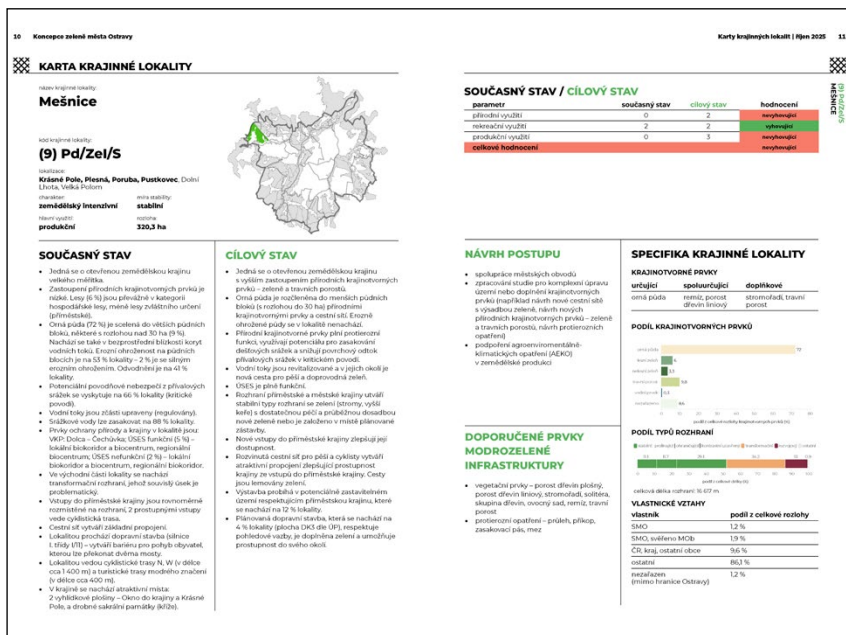 10 Koncepce zeleně města Ostravy
KARTA KRAJINNÉ LOKALITY
název krajinné lokality:
Mešnice
kód krajinné lokality:
(9) Pd/Zel/S
lokalizace:
Krásné Pole, Plesná, Poruba, Pustkovec, Dolní
Lhota, Velká Polom
charakter:
zemědělský intenzivní
míra stability:
stabilní
hlavní využití:
produkční
rozloha
320,3 ha
SOUČASNÝ STAV
• Jedná se o otevřenou zemědělskou krajinu
velkého měřítka.
• Zastoupení přírodních krajinotvorných prvků je
nízké. Lesy (6 %) jsou převážně v kategorii
hospodářské lesy, méně lesy zvláštního určení
(příměstské).
• Orná půda (72 %) je scelena do větších půdních
bloků, některé s rozlohou nad 30 ha (9 %).
Nachází se také v bezprostřední blízkosti koryt
vodních toků. Erozní ohroženost na půdních
blocích je na 53 % lokality – 2 % je se silným
erozním ohrožením. Odvodnění je na 41 %
lokality.
• Potenciální povodňové nebezpečí z přívalových
srážek se vyskytuje na 66 % lokality (kritické
povodí).
• Vodní toky jsou zčásti upraveny (regulovány).
• Srážkové vody lze zasakovat na 88 % lokality.
• Prvky ochrany přírody a krajiny v lokalitě jsou:
VKP: Dolca – Čechůvka; ÚSES funkční (5 %) –
lokální biokoridor a biocentrum, regionální
biocentrum; ÚSES nefunkční (2 %) – lokální
biokoridor a biocentrum, regionální biokoridor.
• Ve východní části lokality se nachází
transformační rozhraní, jehož souvislý úsek je
problematický.
• Vstupy do příměstské krajiny jsou rovnoměrně
rozmístěné na rozhraní, 2 prostupnými vstupy
vede cyklistická trasa.
• Cestní síť vytváří základní propojení.
• Lokalitou prochází dopravní stavba (silnice
I. třídy I/11) – vytváří bariéru pro pohyb obyvatel,
kterou lze překonat dvěma mosty.
• Lokalitou vedou cyklistické trasy N, W (v délce
cca 1 400 m) a turistické trasy modrého značení
(v délce cca 400 m).
• V krajině se nachází atraktivní místa:
2 vyhlídkové plošiny – Okno do krajiny a Krásné
Pole, a drobné sakrální památky (kříže).
CÍLOVÝ STAV
• Jedná se o otevřenou zemědělskou krajinu
s vyšším zastoupením přírodních krajinotvorných
prvků – zeleně a travních porostů.
• Orná půda je rozčleněna do menších půdních
bloků (s rozlohou do 30 ha) přírodními
krajinotvornými prvky a cestní sítí. Erozně
ohrožené půdy se v lokalitě nenachází.
• Přírodní krajinotvorné prvky plní protierozní
funkci, využívají potenciálu pro zasakování
dešťových srážek a snižují povrchový odtok
přívalových srážek v kritickém povodí.
• Vodní toky jsou revitalizované a v jejich okolí je
nová cesta pro pěší a doprovodná zeleň.
• ÚSES je plně funkční.
• Rozhraní příměstské a městské krajiny utváří
stabilní typy rozhraní se zelení (stromy, vyšší
keře) s dostatečnou péčí a průběžnou dosadbou
nové zeleně nebo je založeno v místě plánované
zástavby.
• Nové vstupy do příměstské krajiny zlepšují její
dostupnost.
• Rozvinutá cestní síť pro pěší a cyklisty vytváří
atraktivní propojení zlepšující prostupnost
krajiny ze vstupů do příměstské krajiny. Cesty
jsou lemovány zelení.
• Výstavba probíhá v potenciálně zastavitelném
území respektujícím příměstskou krajinu, které
se nachází na 12 % lokality.
• Plánovaná dopravní stavba, která se nachází na
4 % lokality (plocha DK3 dle ÚP), respektuje
pohledové vazby, je doplněna zelení a umožňuje
prostupnost do svého okolí.
Karty krajinných lokalit | říjen 2025 11
(9) Pd/Zel/S
MEŠNICE
SOUČASNÝ STAV / CÍLOVÝ STAV
parametr současný stav cílový stav hodnocení
přírodní využití 0 2 nevyhovující
rekreační využití 2 2 vyhovující
produkční využití 0 3 nevyhovující
celkové hodnocení nevyhovující
NÁVRH POSTUPU
• spolupráce městských obvodů
• zpracování studie pro komplexní úpravu
území nebo doplnění krajinotvorných
prvků (například návrh nové cestní sítě
s výsadbou zeleně, návrh nových
přírodních krajinotvorných prvků – zeleně
a travních porostů, návrh protierozních
opatření)
• podpoření agroenviromentálně-
klimatických opatření (AEKO)
v zemědělské produkci
DOPORUČENÉ PRVKY
MODROZELENÉ
INFRASTRUKTURY
• vegetační prvky – porost dřevin plošný,
porost dřevin liniový, stromořadí, solitéra,
skupina dřevin, ovocný sad, remíz, travní
porost
• protierozní opatření – průleh, příkop,
zasakovací pás, mez
SPECIFIKA KRAJINNÉ LOKALITY
KRAJINOTVORNÉ PRVKY
určující spoluurčující doplňkové
orná půda remíz, porost stromořadí, travní
dřevin liniový porost
PODÍL KRAJINOTVORNÝCH PRVKŮ
72
0 10 20 30 40 50 60 70 80
PODÍL TYPŮ ROZHRANÍ
celková délka rozhraní: 16 617 m
VLASTNICKÉ VZTAHY
vlastník podíl z celkové rozlohy
SMO 1,2 %
SMO, svěřeno MOb 1,9 %
ČR, kraj, ostatní obce 9,6 %
ostatní 86,1 %
nezařazen 1,2 %
(mimo hranice Ostravy)